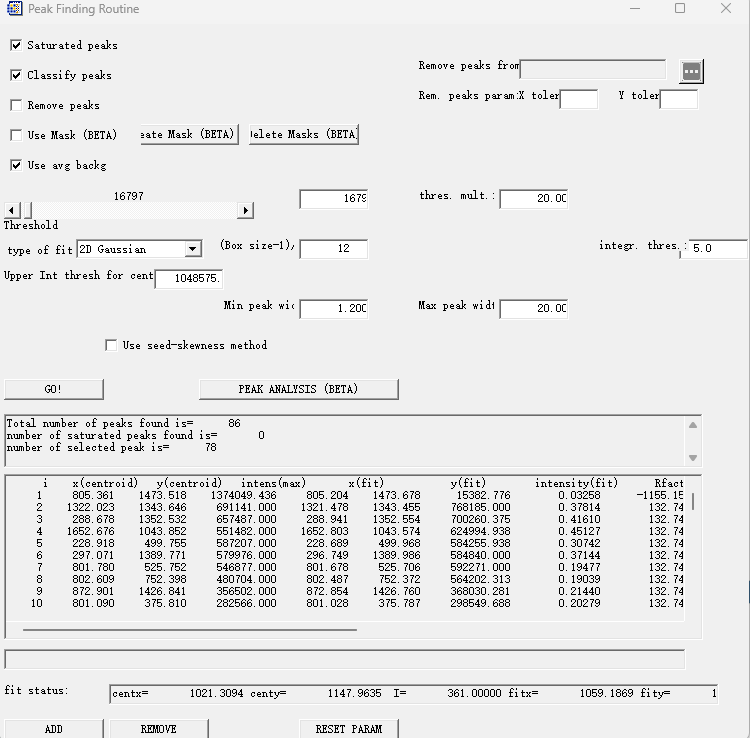 Peak Finding Routine
Saturated peaks
Classify peaks
Remove peaks from
...
Remove peaks
Rem. peaks param: X toler
Y toler
Use Mask (BETA)
eate Mask (BETA)
elete Masks (BETA
Use avg backg
16797
1679
thres. mult.:
20.00
Threshold
type of fit
2D Gaussian
(Box size-1),
12
integr. thres.:
5.0
Upper Int thresh for cent
1048575.
Min peak wid
1.200
Max peak widt
20.00
Use seed-skewness method
GO!
PEAK ANALYSIS (BETA)
Total number of peaks found is= 86
number of saturated peaks found is= 0
number of selected peak is= 78
i x(centroid) y(centroid) intens(max) x(fit) y(fit) intensity(fit) Rfact
1 805.361 1473.518 1374049.436 805.204 1473.678 15382.776 0.03258 -1155.15
2 1322.023 1343.646 691141.000 1321.478 1343.455 768185.000 0.37814 132.74
3 288.678 1352.532 657487.000 288.941 1352.554 700260.375 0.41610 132.74
4 1652.676 1043.852 551482.000 1652.803 1043.574 624994.938 0.45127 132.74
5 228.918 499.755 587207.000 228.689 499.968 584255.938 0.30742 132.74
6 297.071 1389.771 579976.000 296.749 1389.986 584840.000 0.37144 132.74
7 801.780 525.752 546877.000 801.678 525.706 592271.000 0.19477 132.74
8 802.609 752.398 480704.000 802.487 752.372 564202.313 0.19039 132.74
9 872.901 1426.841 356502.000 872.854 1426.760 368030.281 0.21440 132.74
10 801.090 375.810 282566.000 801.028 375.787 298549.688 0.20279 132.74
fit status:
centx= 1021.3094 centy= 1147.9635 I= 361.00000 fitx= 1059.1869 fity= 1
ADD
REMOVE
RESET PARAM